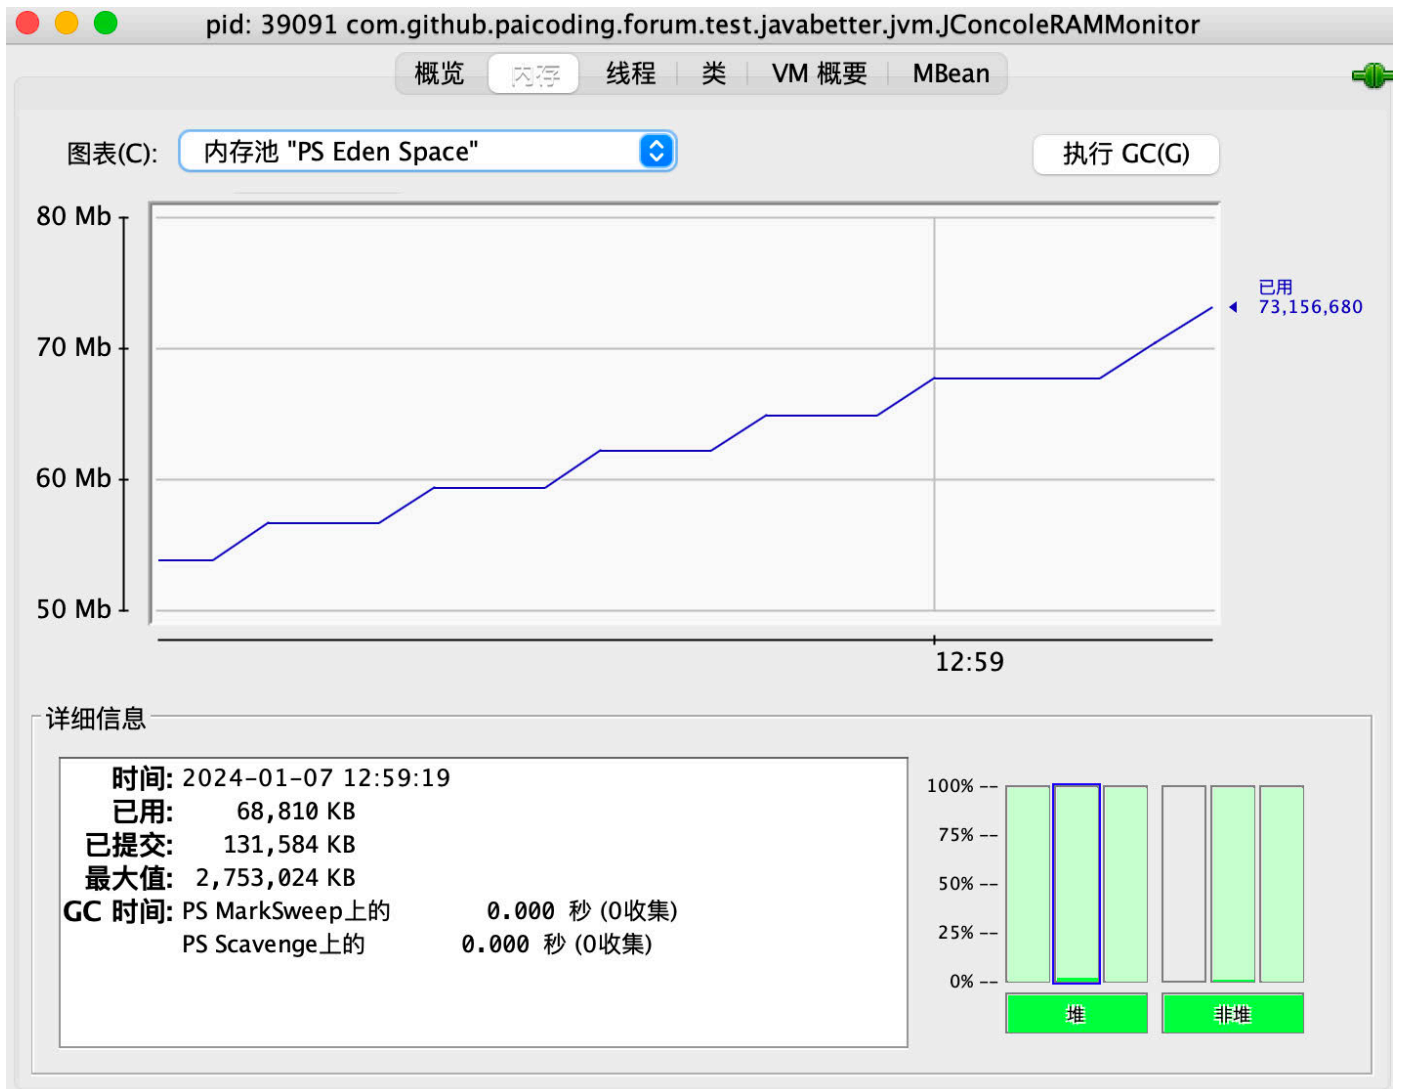 pid: 39091 com.github.paicoding.forum.test.javabetter.jvm.JConcoleRAMMonitor
概览 内存 线程 类 VM 概要 MBean
图表(C): 内存池 "PS Eden Space" 执行 GC(G)
80 Mb
已用
73,156,680
70 Mb
60 Mb
50 Mb
12:59
详细信息
时间: 2024-01-07 12:59:19
已用: 68,810 KB
已提交: 131,584 KB
最大值: 2,753,024 KB
GC 时间: PS MarkSweep上的 0.000 秒 (0收集)
PS Scavenge上的 0.000 秒 (0收集)
100% --
75% --
50% --
25% --
0% --
堆 非堆